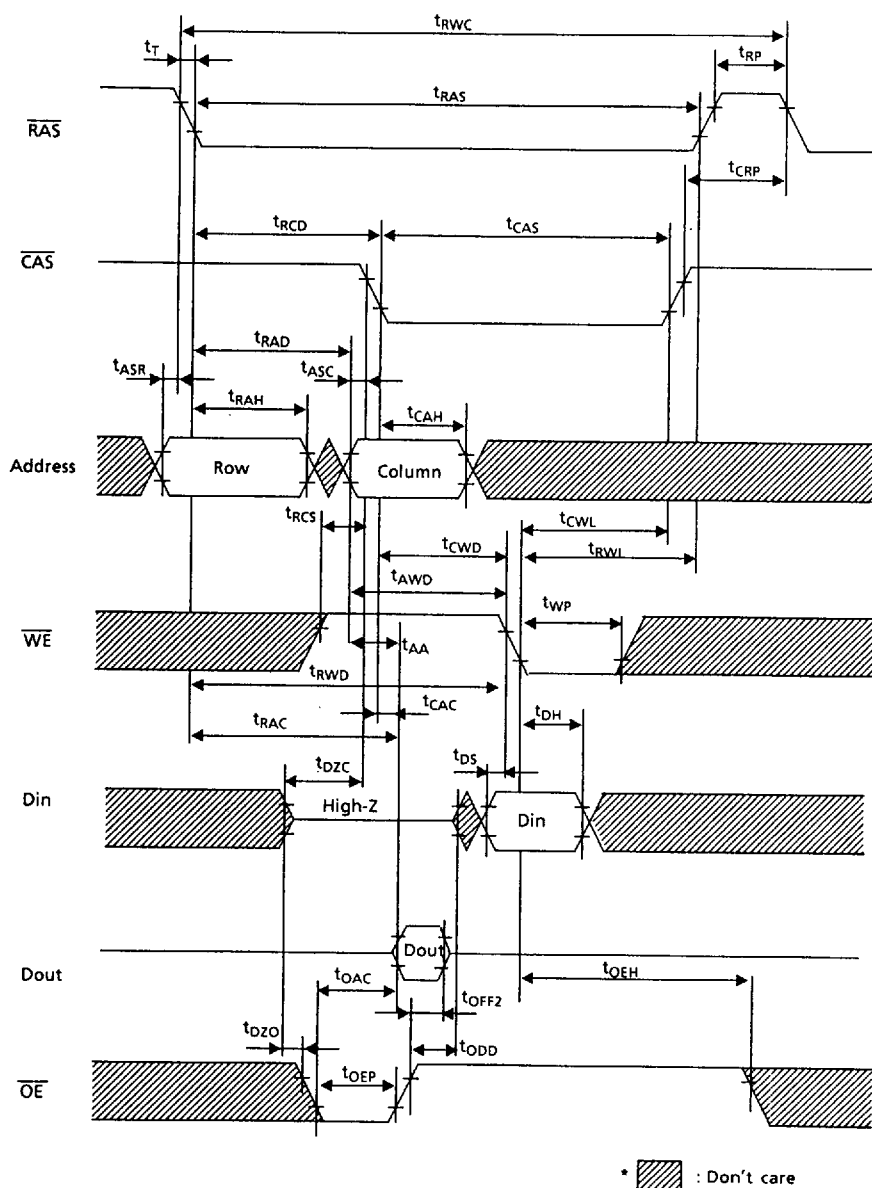 tRWC
tT
tRP
tRAS
RAS
tCRP
tRCD
tCAS
CAS
tRAD
tASR
tASC
tRAH
tCAH
Address
Row
Column
tRCS
tCWL
tCWD
tRWL
tAWD
tWP
WE
tAA
tRWD
tCAC
tRAC
tDH
tDZC
tDS
Din
High-Z
Din
Dout
Dout
tOAC
tOEH
tOFF2
tDZO
tODD
tOEP
OE
* : Don't care